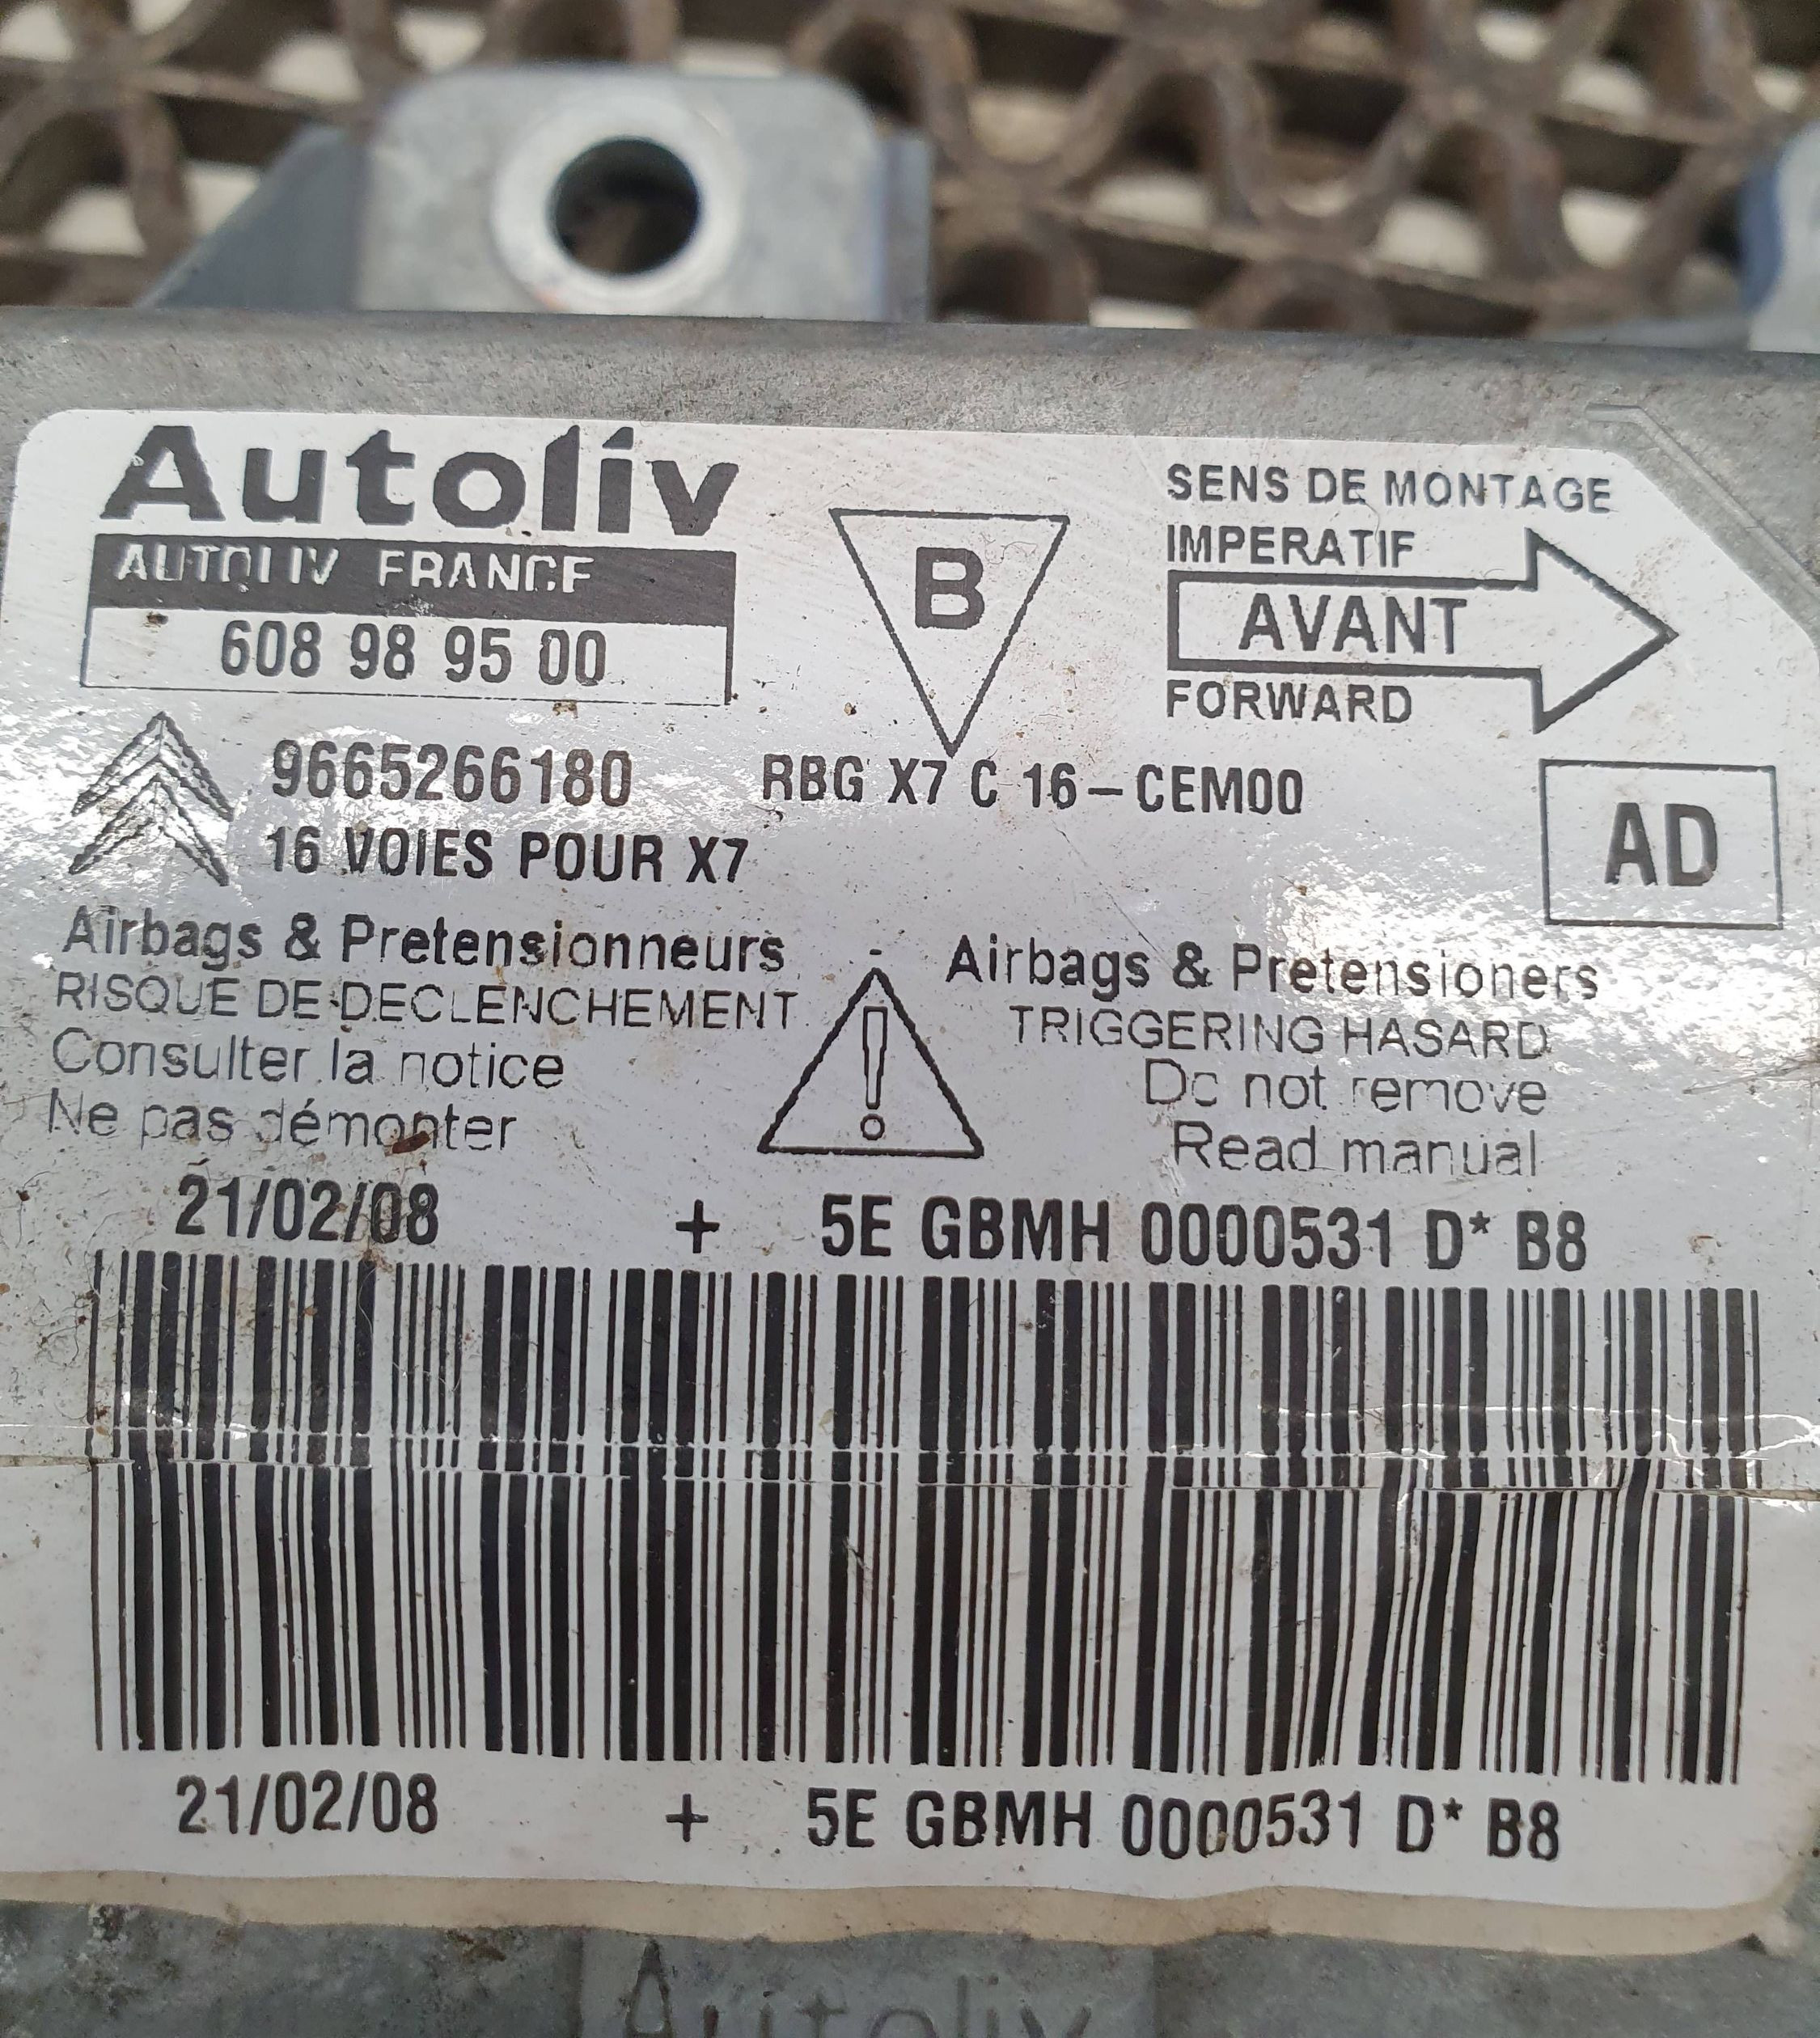 Autoliv
AUTOLIV FRANCE
608 98 95 00
B
SENS DE MONTAGE
IMPERATIF
AVANT
FORWARD
9665266180 RBG X7 C 16-CEM00
16 VOIES POUR X7
AD
Airbags & Pretensionneurs
RISQUE DE DECLENCHEMENT
Consulter la notice
Ne pas démonter
!
Airbags & Pretensioners
TRIGGERING HASARD
Do not remove
Read manual
21/02/08 + 5E GBMH 0000531 D* B8
21/02/08 + 5E GBMH 0000531 D* B8
Autoliv